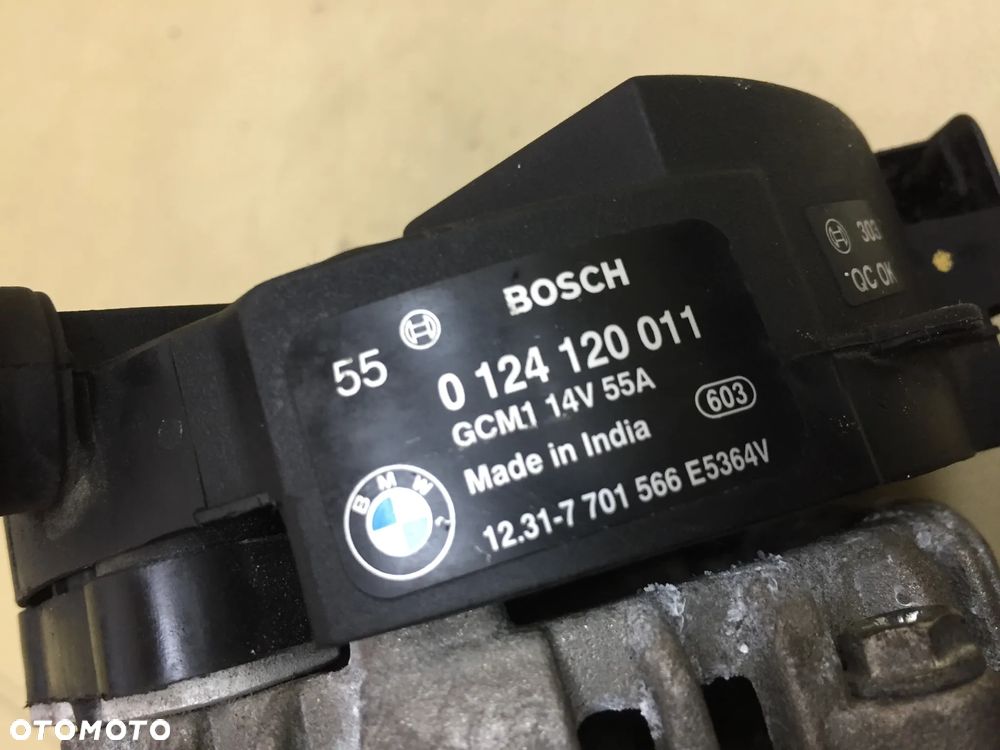 BOSCH
55
0 124 120 011
GCM1 14V 55A
603
Made in India
BMW
12.31-7 701 566 E5364V
303
QC OK
OTOMOTO